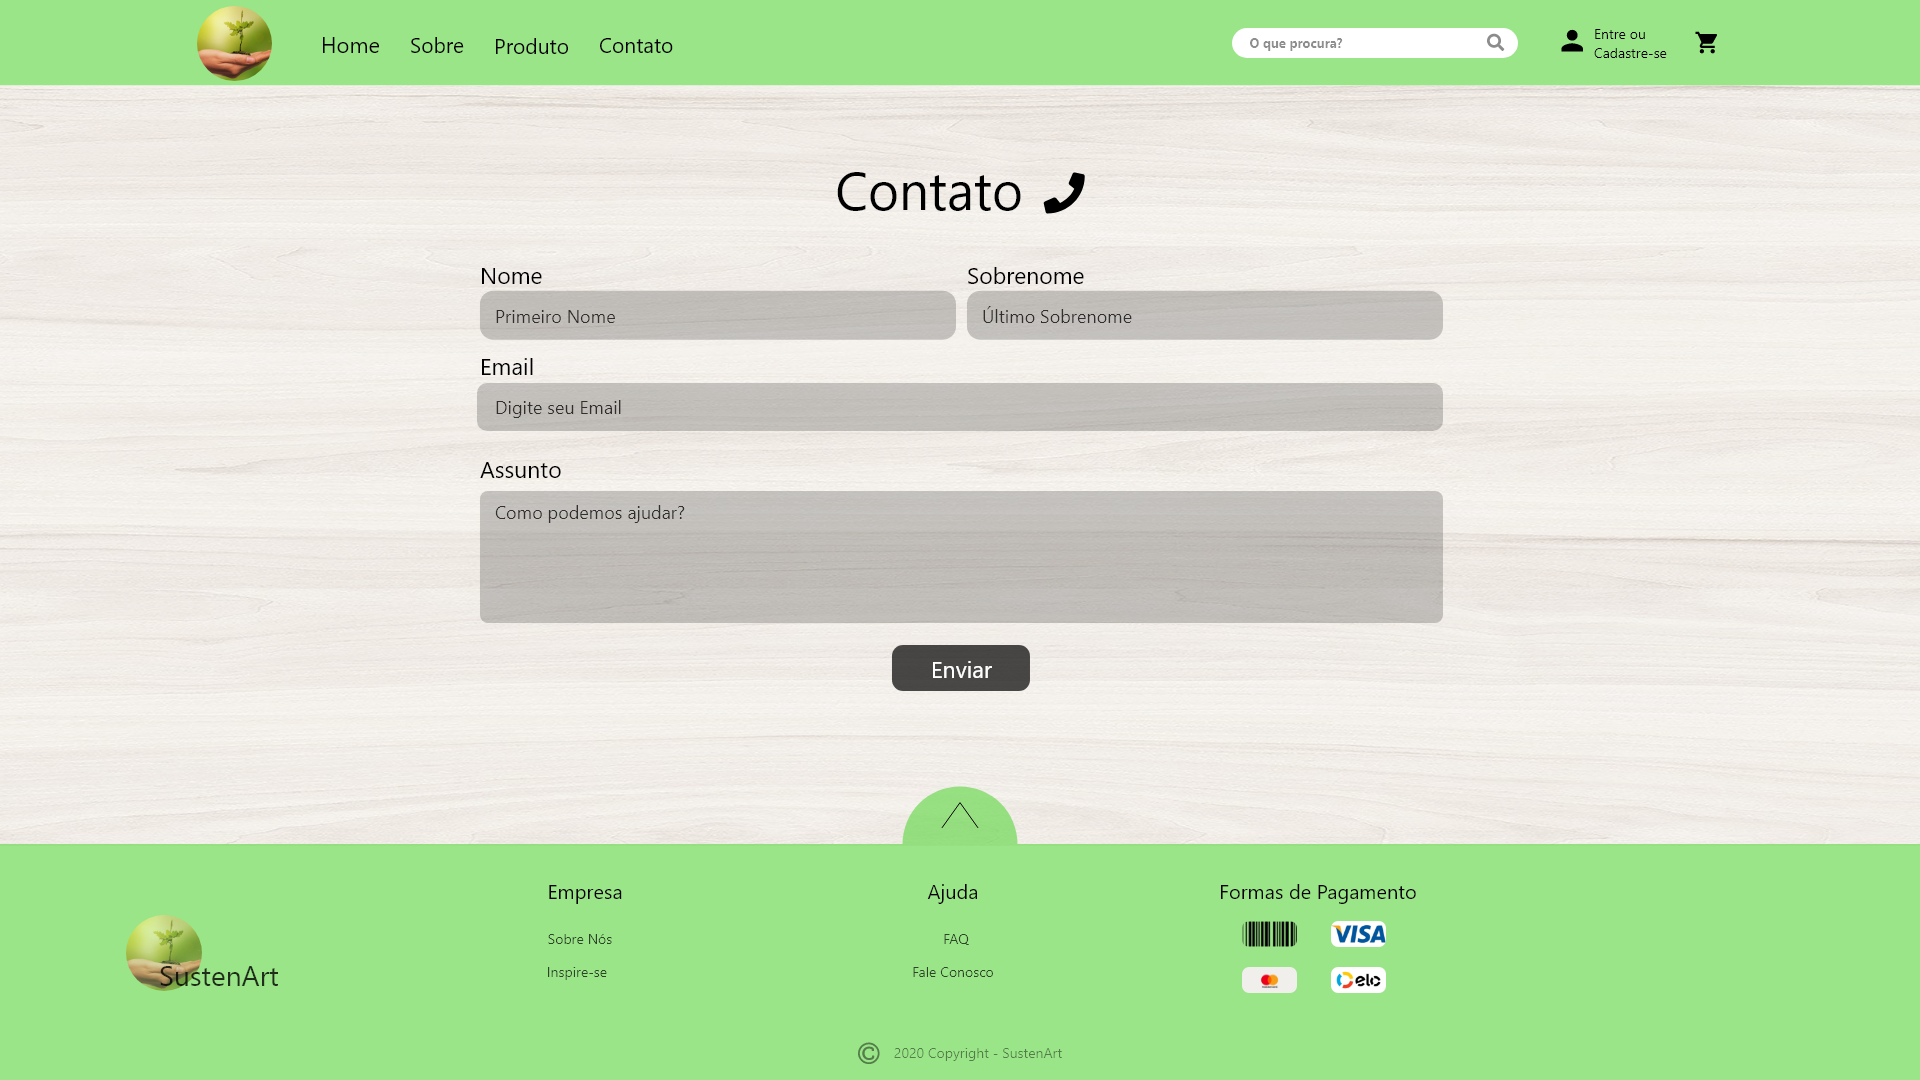 Home Sobre Produto Contato
O que procura?
Entre ou
Cadastre-se
Contato
Nome
Primeiro Nome
Sobrenome
Último Sobrenome
Email
Digite seu Email
Assunto
Como podemos ajudar?
Enviar
SustenArt
Empresa
Sobre Nós
Inspire-se
Ajuda
FAQ
Fale Conosco
Formas de Pagamento
VISA
elo
© 2020 Copyright - SustenArt